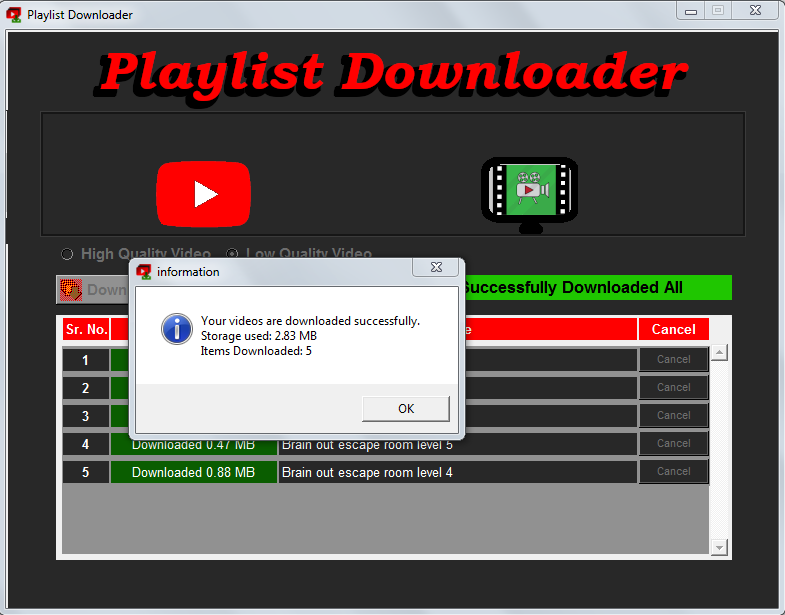 Playlist Downloader
Playlist Downloader
High Quality Video
Low Quality Video
Down
Successfully Downloaded All
information
Your videos are downloaded successfully.
Storage used: 2.83 MB
Items Downloaded: 5
OK
Sr. No.
e
Cancel
1
Cancel
2
Cancel
3
Cancel
4
Downloaded 0.47 MB
Brain out escape room level 5
Cancel
5
Downloaded 0.88 MB
Brain out escape room level 4
Cancel